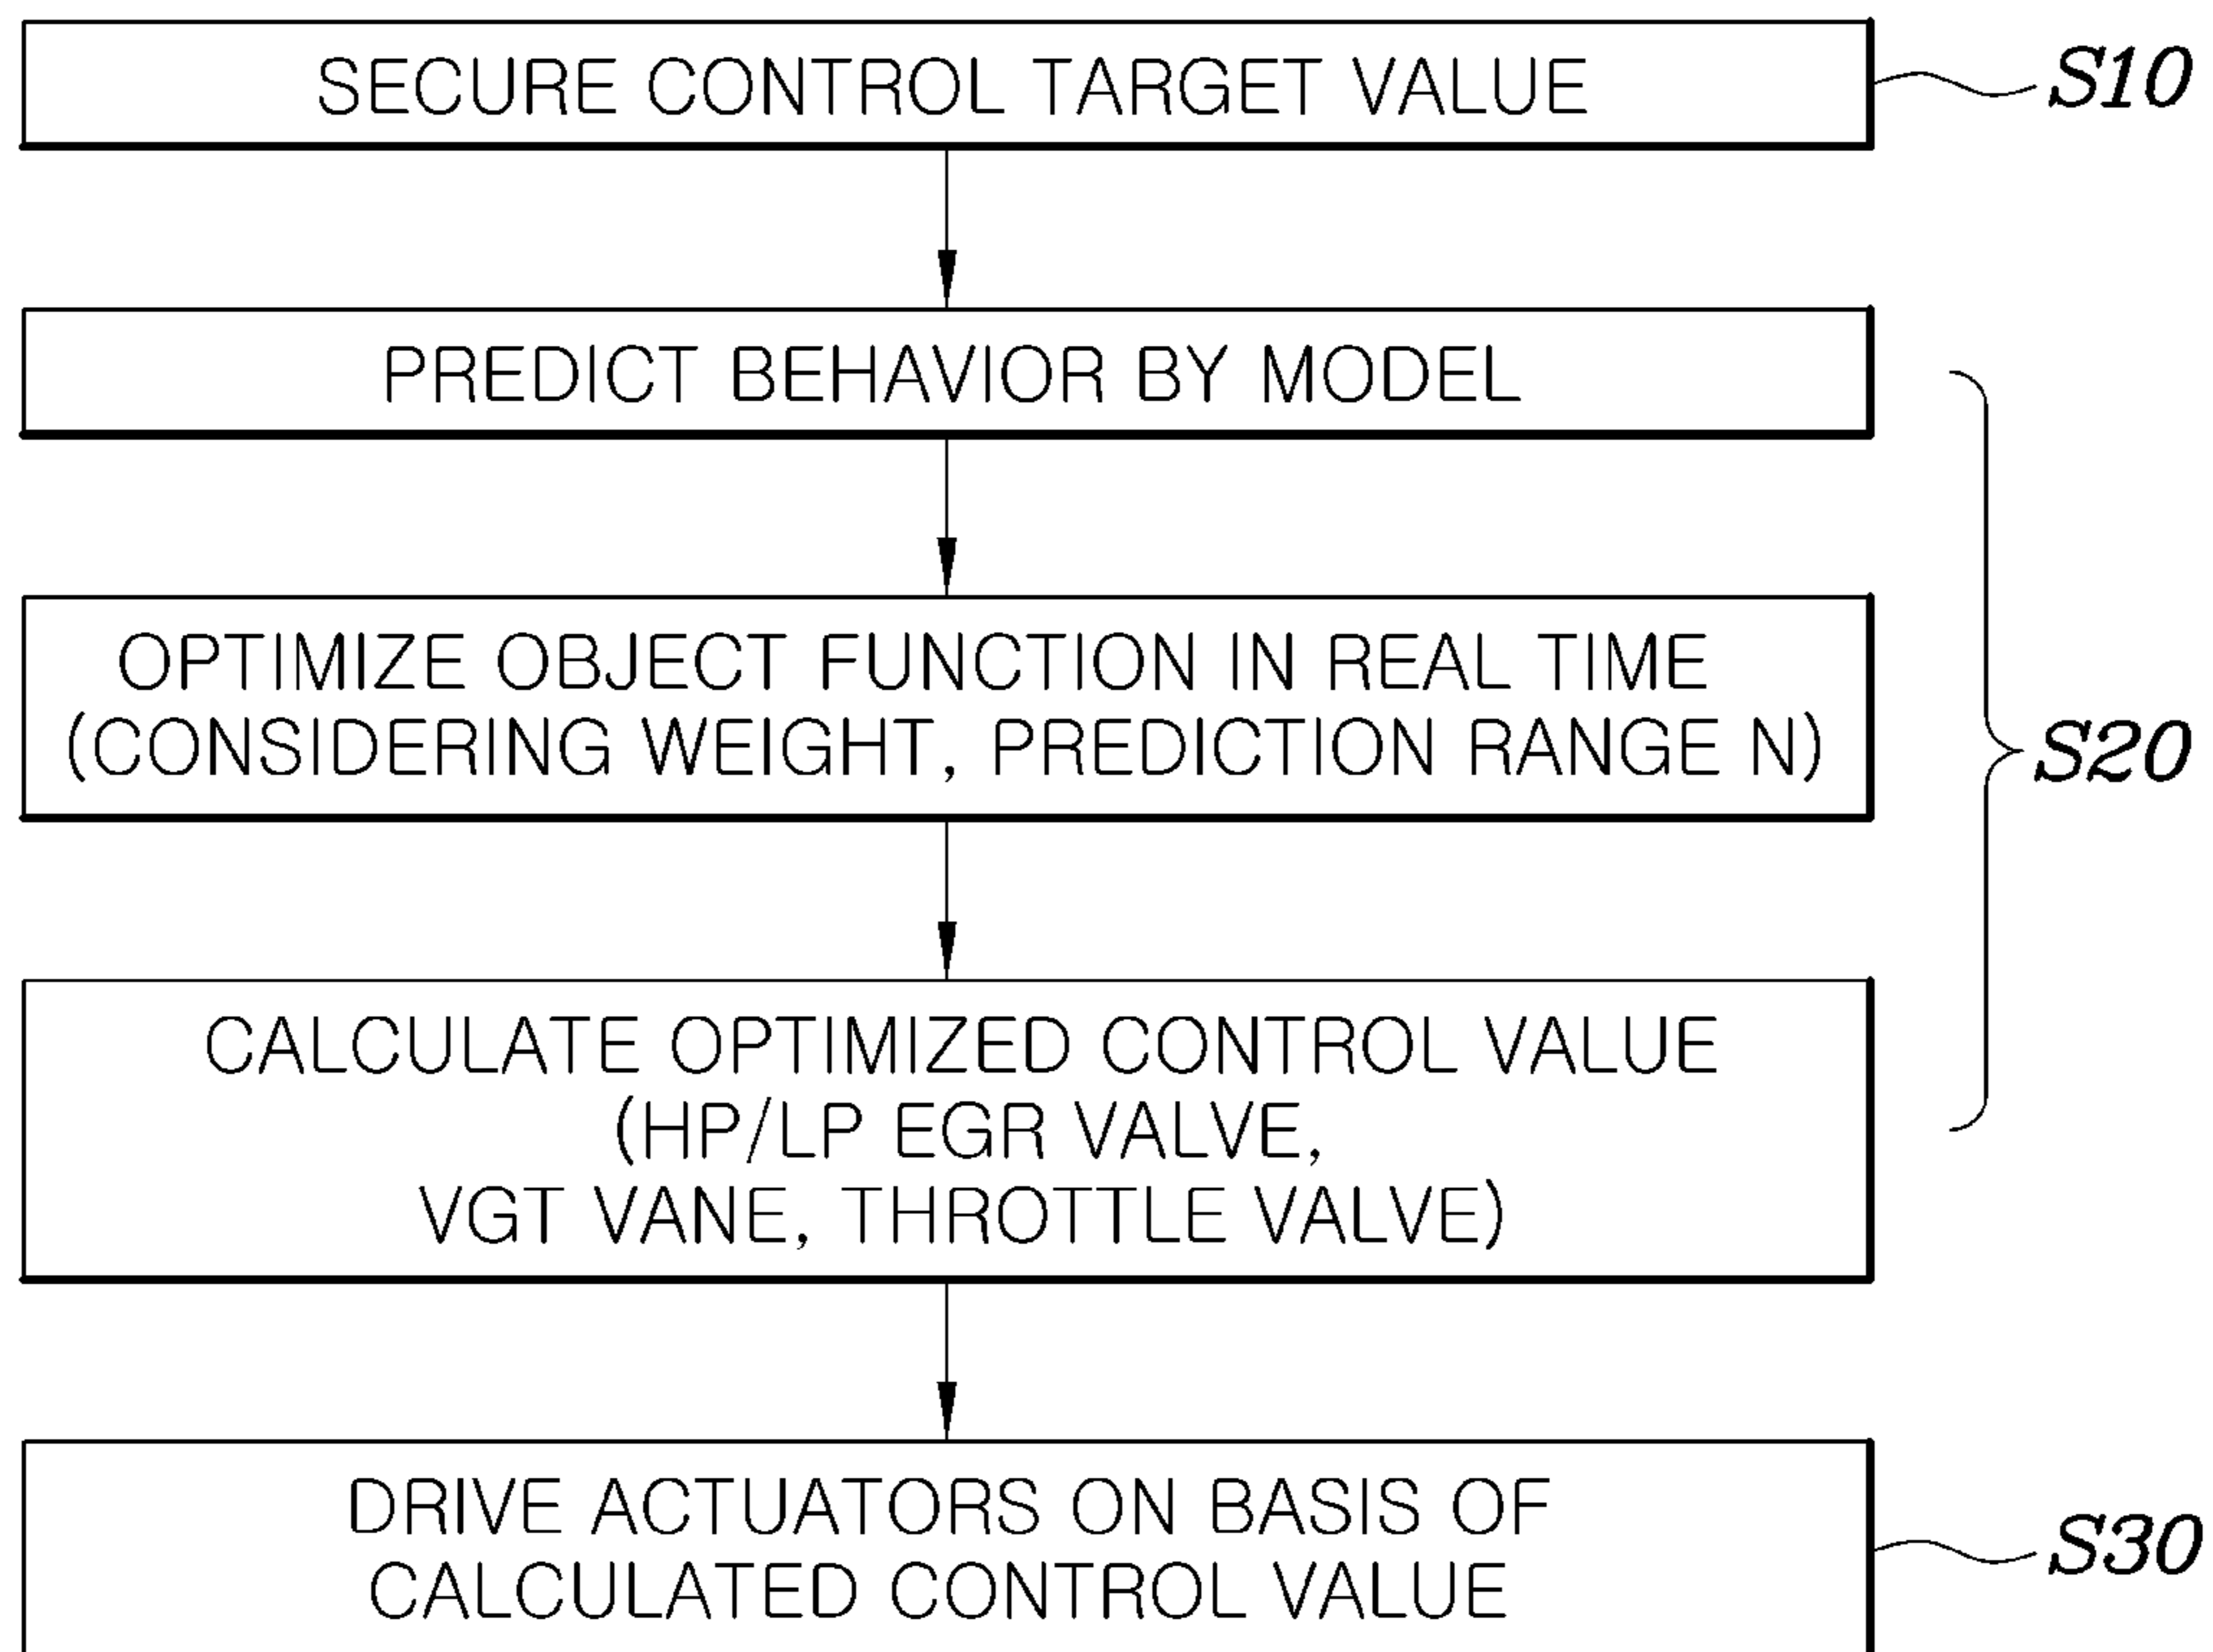 SECURE CONTROL TARGET VALUE
S10
PREDICT BEHAVIOR BY MODEL
OPTIMIZE OBJECT FUNCTION IN REAL TIME
(CONSIDERING WEIGHT, PREDICTION RANGE N)
S20
CALCULATE OPTIMIZED CONTROL VALUE
(HP/LP EGR VALVE,
VGT VANE, THROTTLE VALVE)
DRIVE ACTUATORS ON BASIS OF
CALCULATED CONTROL VALUE
S30